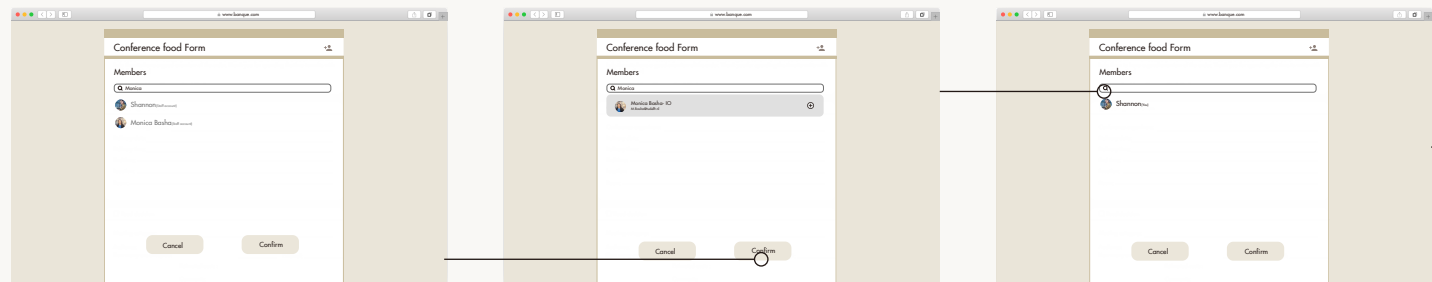 www.banque.com
Conference food Form
Members
Monica
Shannon
Monica Basha
Cancel Confirm
www.banque.com
Conference food Form
Members
Monica
Monica Basha- IO
Cancel Confirm
www.banque.com
Conference food Form
Members
Shannon
Cancel Confirm